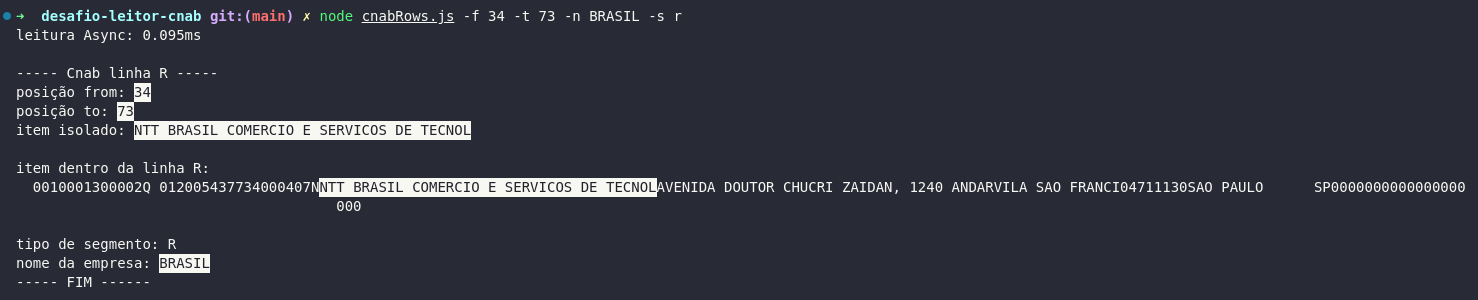 ➜  desafio-leitor-cnab git:(main) ✗ node cnabRows.js -f 34 -t 73 -n BRASIL -s r
leitura Async: 0.095ms
----- Cnab linha R -----
posição from: 34
posição to: 73
item isolado: NTT BRASIL COMERCIO E SERVICOS DE TECNOL
item dentro da linha R:
0010001300002Q 012005437734000407NNTT BRASIL COMERCIO E SERVICOS DE TECNOLAVENIDA DOUTOR CHUCRI ZAIDAN, 1240 ANDARVILA SAO FRANCI04711130SAO PAULO      SP0000000000000000
000
tipo de segmento: R
nome da empresa: BRASIL
----- FIM ------